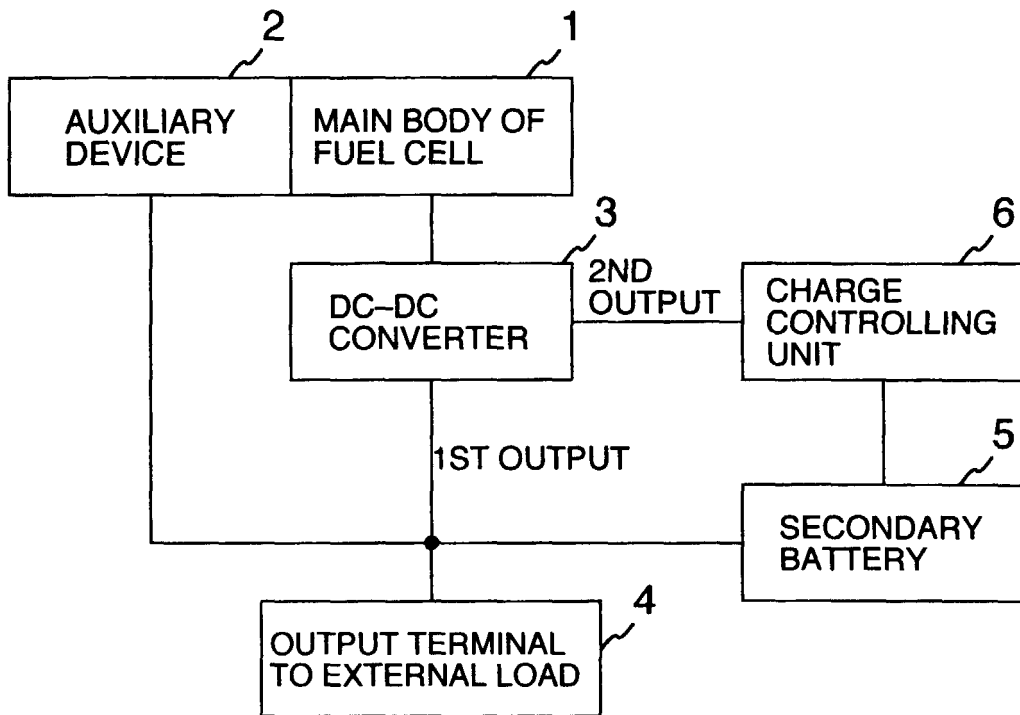 2
1
AUXILIARY
DEVICE
MAIN BODY OF
FUEL CELL
3
6
DC–DC
CONVERTER
2ND
OUTPUT
CHARGE
CONTROLLING
UNIT
1ST OUTPUT
5
SECONDARY
BATTERY
4
OUTPUT TERMINAL
TO EXTERNAL LOAD